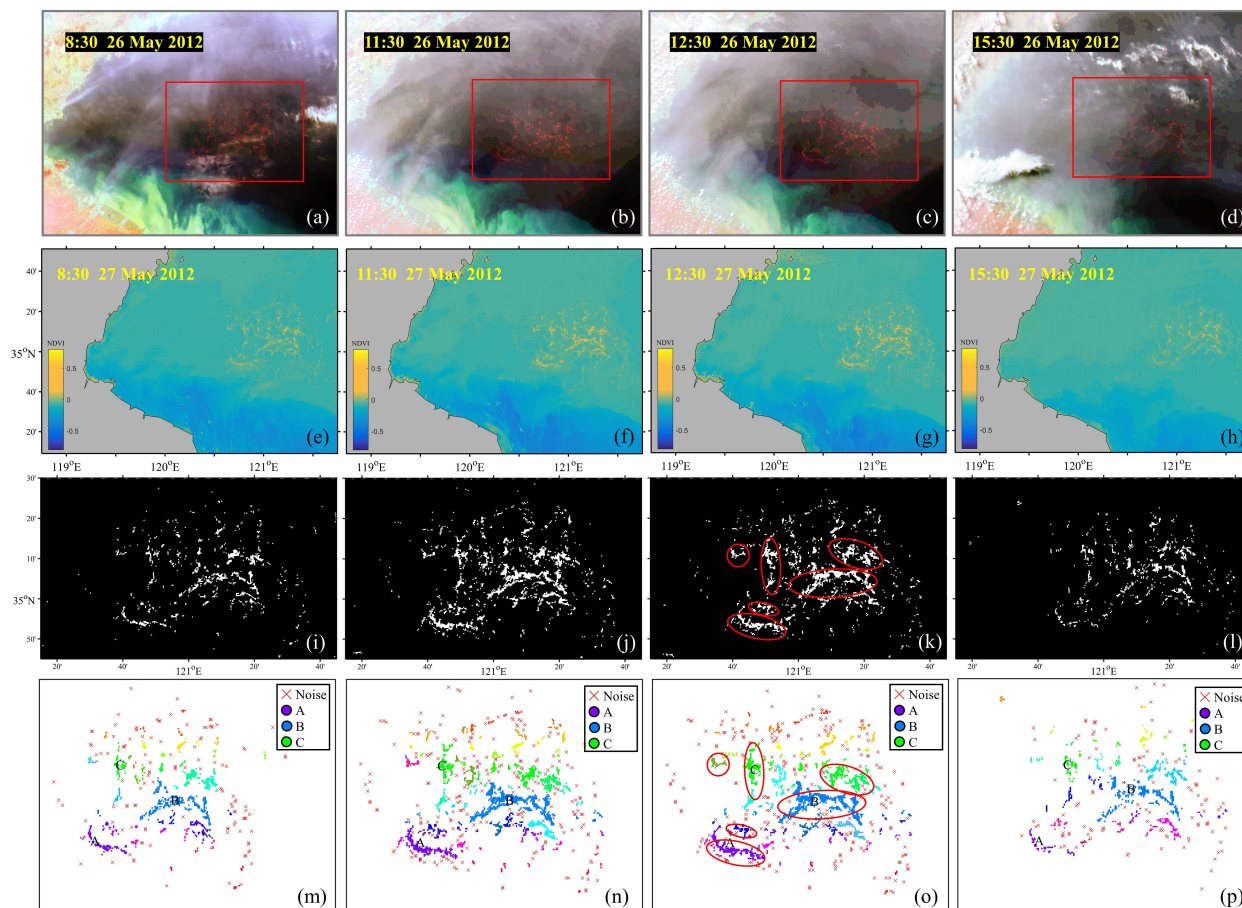 8:30 26 May 2012
11:30 26 May 2012
12:30 26 May 2012
15:30 26 May 2012
(a)
(b)
(c)
(d)
8:30 27 May 2012
11:30 27 May 2012
12:30 27 May 2012
15:30 27 May 2012
40'
20'
35°N
40'
20'
NDVI
0.5
0
-0.5
NDVI
0.5
0
-0.5
NDVI
0.5
0
-0.5
NDVI
0.5
0
-0.5
(e)
(f)
(g)
(h)
119°E
120°E
121°E
119°E
120°E
121°E
119°E
120°E
121°E
119°E
120°E
121°E
30'
20'
10'
35°N
50'
(i)
(j)
(k)
(l)
20'
40'
121°E
20'
40'
20'
40'
121°E
20'
40'
20'
40'
121°E
20'
40'
20'
40'
121°E
20'
40'
Noise
A
B
C
Noise
A
B
C
Noise
A
B
C
Noise
A
B
C
C
B
A
C
B
A
C
B
A
C
B
A
(m)
(n)
(o)
(p)